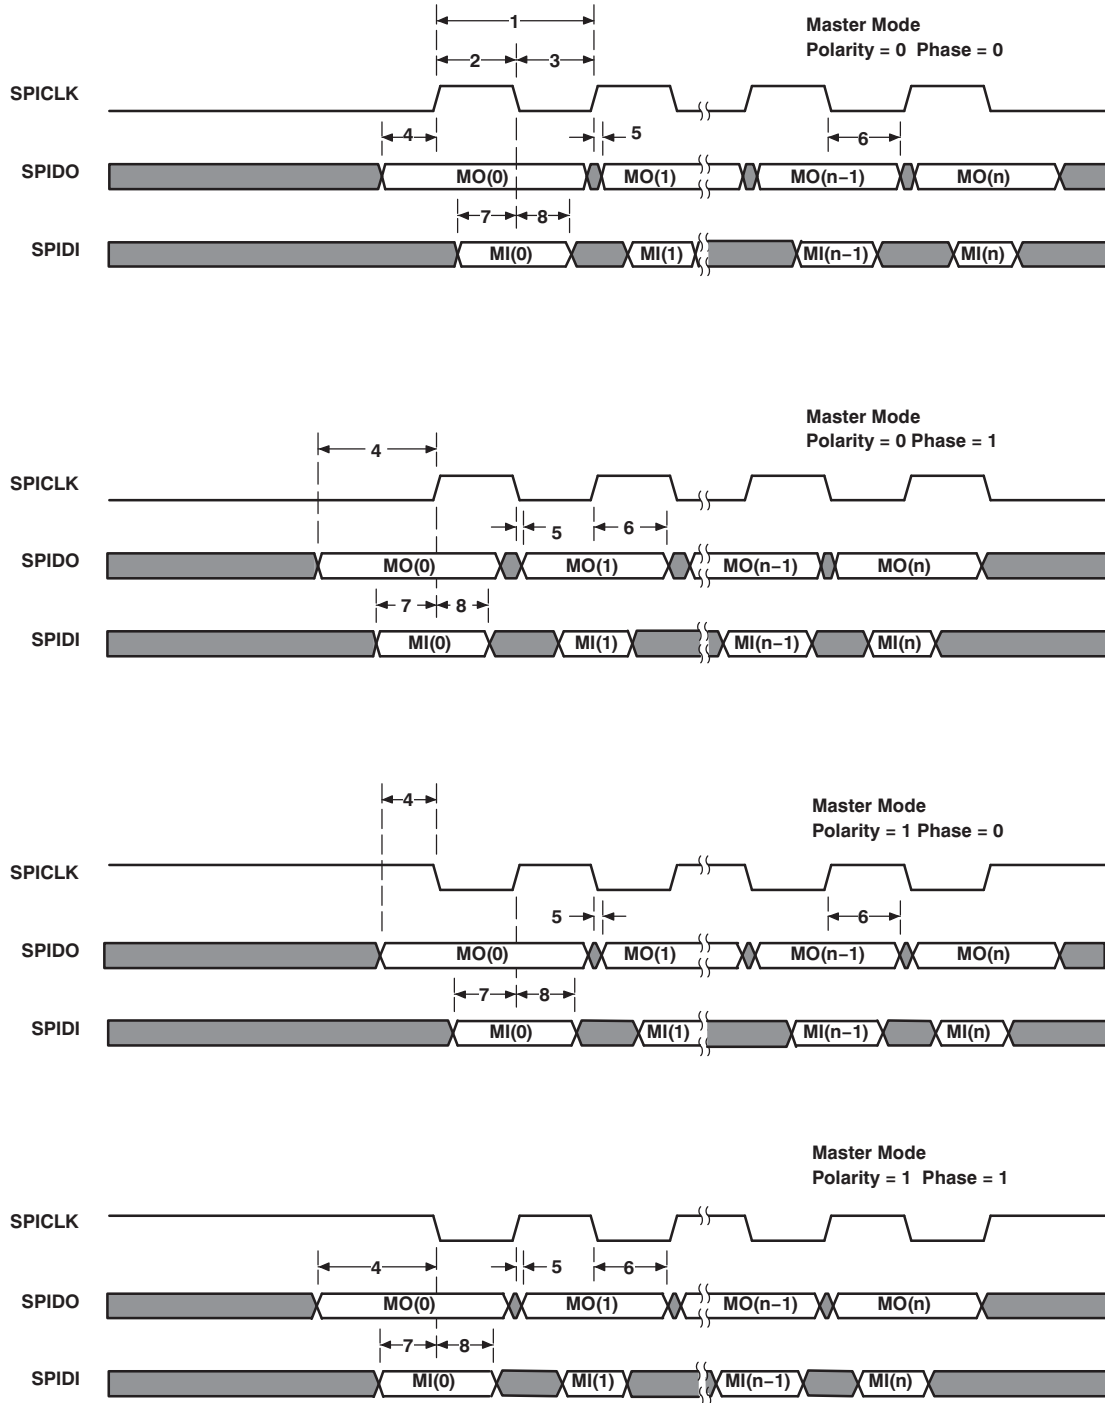 1
Master Mode
Polarity = 0 Phase = 0
2 3
SPICLK
4 5 6
SPIDO MO(0) MO(1) MO(n−1) MO(n)
7 8
SPIDI MI(0) MI(1) MI(n−1) MI(n)
Master Mode
Polarity = 0 Phase = 1
4
SPICLK
5 6
SPIDO MO(0) MO(1) MO(n−1) MO(n)
7 8
SPIDI MI(0) MI(1) MI(n−1) MI(n)
4
Master Mode
Polarity = 1 Phase = 0
SPICLK
5 6
SPIDO MO(0) MO(1) MO(n−1) MO(n)
7 8
SPIDI MI(0) MI(1) MI(n−1) MI(n)
Master Mode
Polarity = 1 Phase = 1
SPICLK
4 5 6
SPIDO MO(0) MO(1) MO(n−1) MO(n)
7 8
SPIDI MI(0) MI(1) MI(n−1) MI(n)